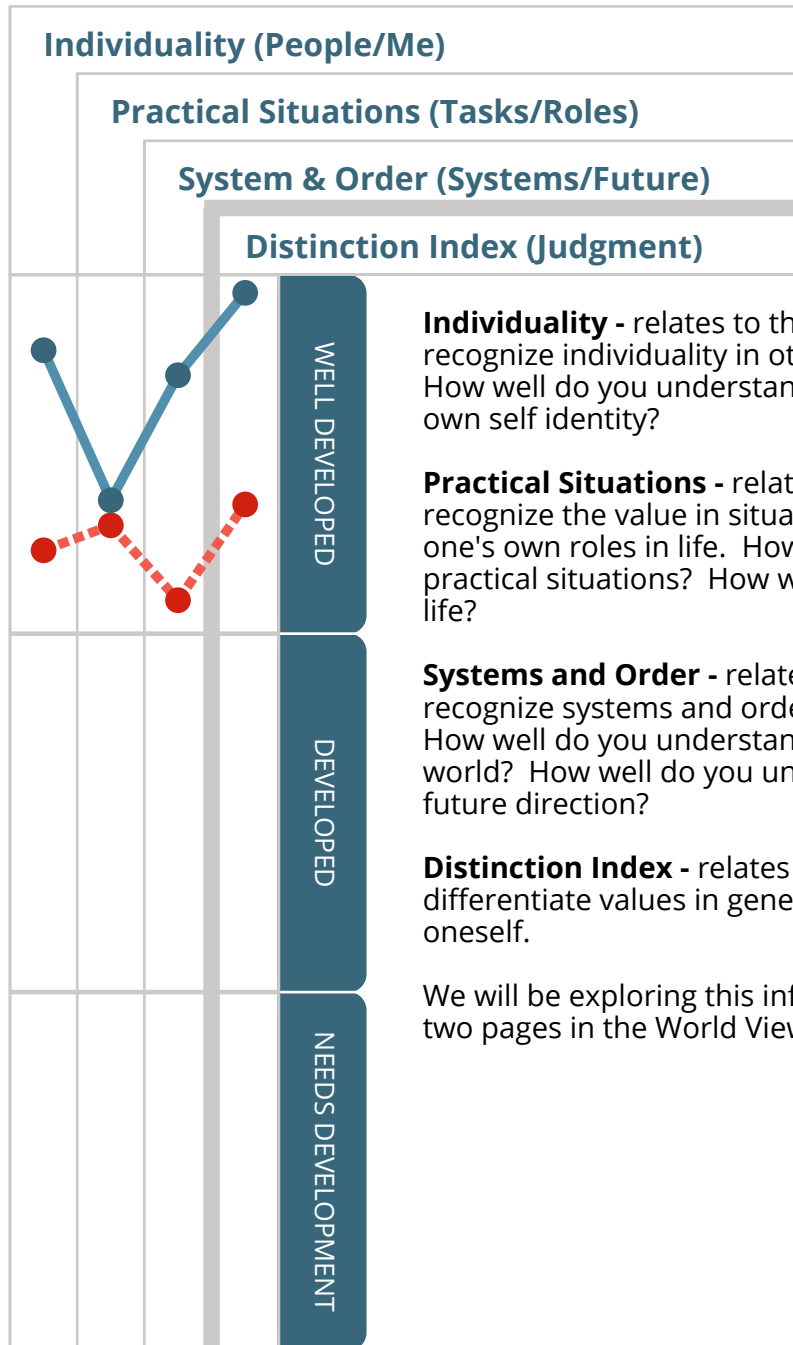 Individuality (People/Me)
Practical Situations (Tasks/Roles)
System & Order (Systems/Future)
Distinction Index (Judgment)
WELL DEVELOPED
DEVELOPED
NEEDS DEVELOPMENT
Individuality - relates to th
recognize individuality in ot
How well do you understan
own self identity?
Practical Situations - relat
recognize the value in situa
one's own roles in life. How
practical situations? How w
life?
Systems and Order - relate
recognize systems and orde
How well do you understan
world? How well do you un
future direction?
Distinction Index - relates
differentiate values in gene
oneself.
We will be exploring this inf
two pages in the World View